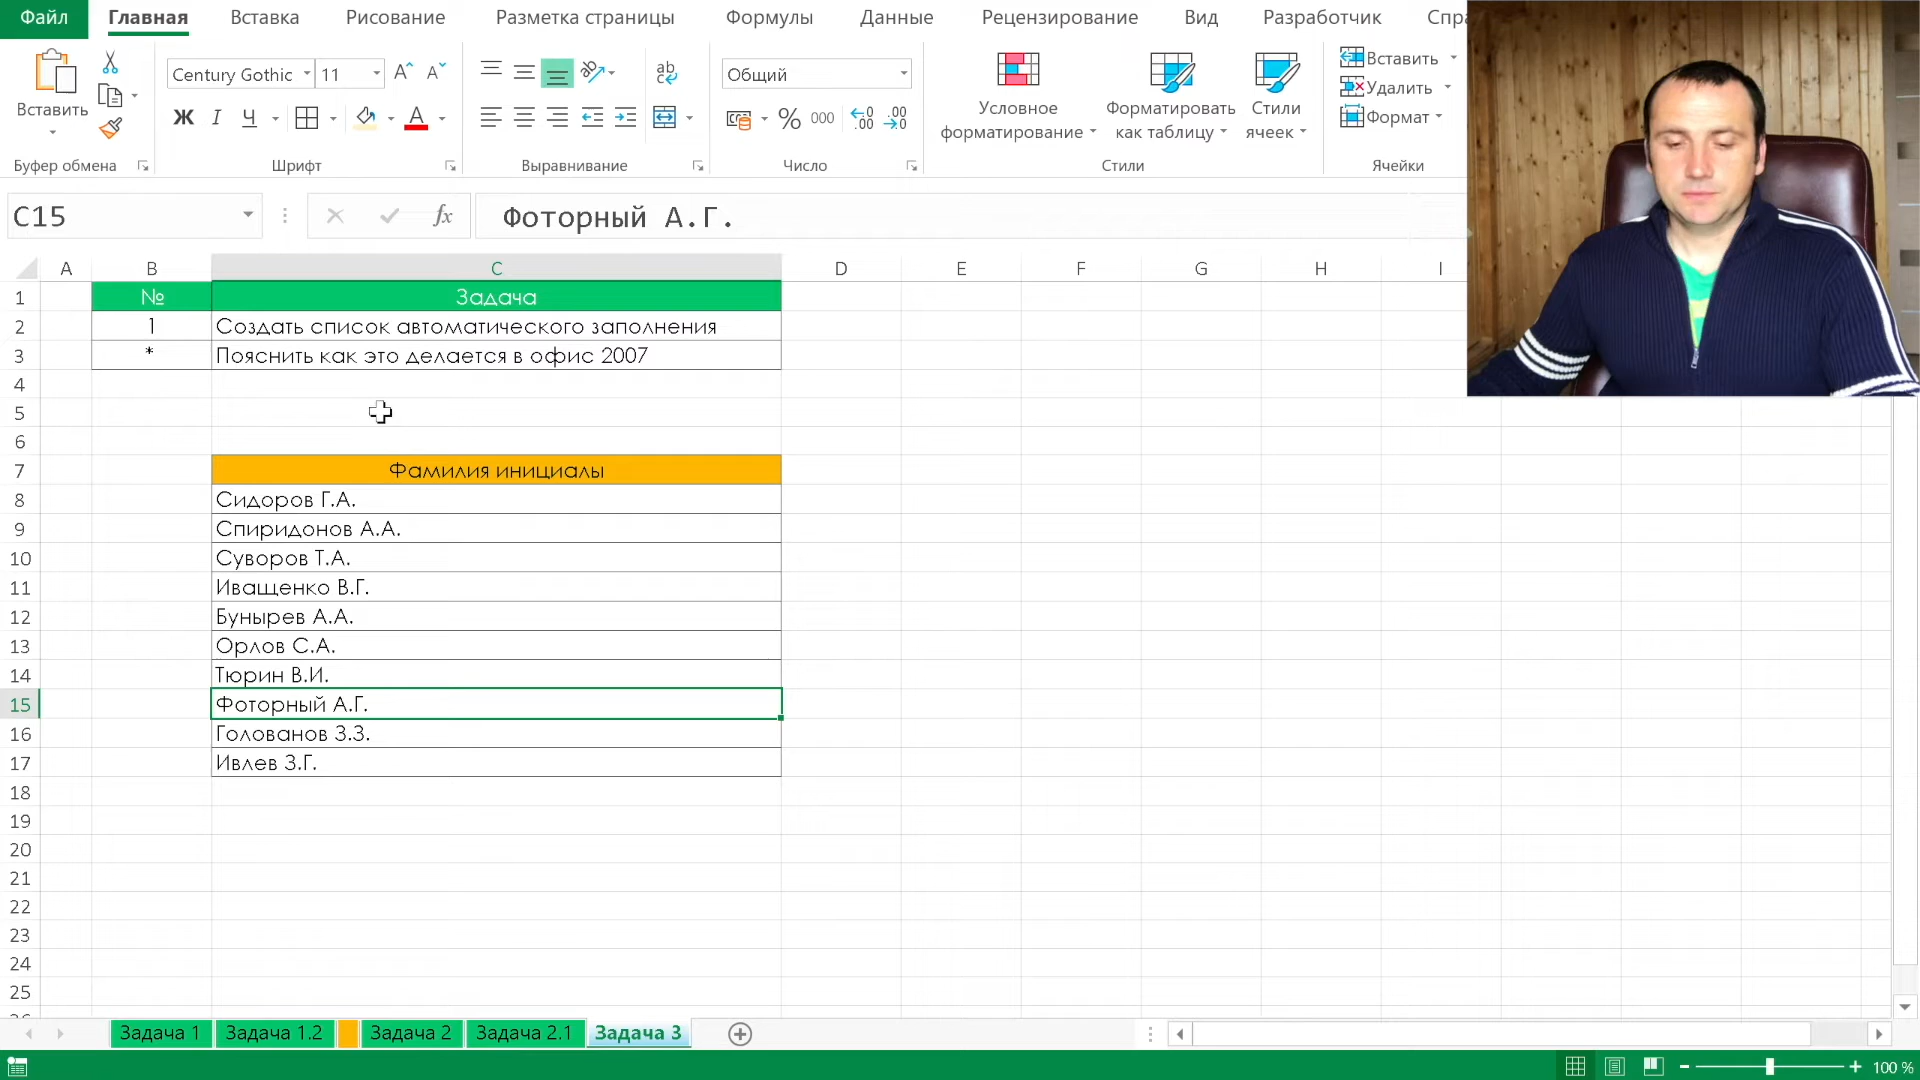 Файл Главная Вставка Рисование Разметка страницы Формулы Данные Рецензирование Вид Разработчик
Вставить
Буфер обмена
Century Gothic 11
Ж К Ч
Шрифт
Выравнивание
Общий
% 000
Число
Условное форматирование
Форматировать как таблицу
Стили ячеек
Стили
Вставить
Удалить
Формат
Ячейки
C15 fx Фоторный А.Г.
A B C D E F G H I
1 № Задача
2 1 Создать список автоматического заполнения
3 * Пояснить как это делается в офис 2007
4
5
6
7 Фамилия инициалы
8 Сидоров Г.А.
9 Спиридонов А.А.
10 Суворов Т.А.
11 Иващенко В.Г.
12 Бунырев А.А.
13 Орлов С.А.
14 Тюрин В.И.
15 Фоторный А.Г.
16 Голованов З.З.
17 Ивлев З.Г.
18
19
20
21
22
23
24
25
Задача 1 Задача 1.2 Задача 2 Задача 2.1 Задача 3
100 %